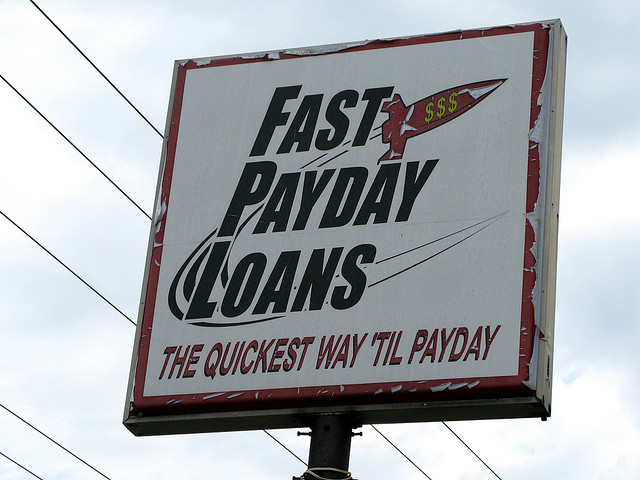 FAST
$$$
PAYDAY
LOANS
THE QUICKEST WAY 'TIL PAYDAY